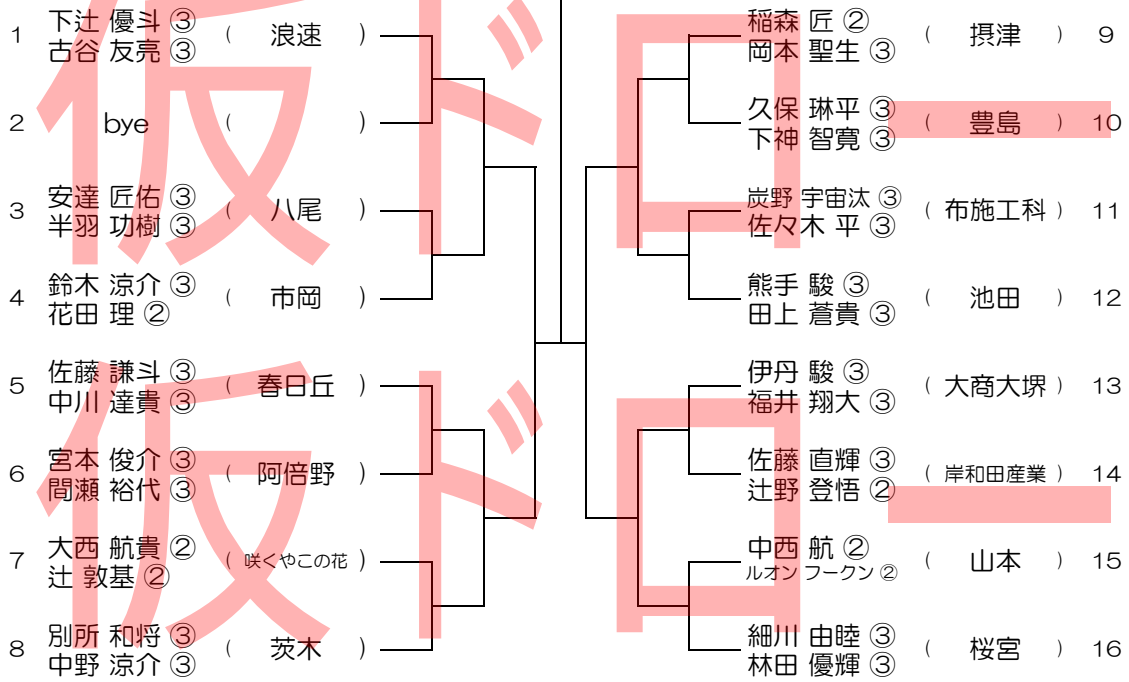 1 下辻 優斗 ③ ( 浪速 )
古谷 友亮 ③
2 bye ( )
3 安達 匠佑 ③ ( 八尾 )
半羽 功樹 ③
4 鈴木 涼介 ③ ( 市岡 )
花田 理 ②
5 佐藤 謙斗 ③ ( 春日丘 )
中川 達貴 ③
6 宮本 俊介 ③ ( 阿倍野 )
間瀬 裕代 ③
7 大西 航貴 ② ( 咲くやこの花 )
辻 敦基 ②
8 別所 和将 ③ ( 茨木 )
中野 涼介 ③
稲森 匠 ② ( 摂津 ) 9
岡本 聖生 ③
久保 琳平 ③ ( 豊島 ) 10
下神 智寛 ③
炭野 宇宙汰 ③ ( 布施工科 ) 11
佐々木 平 ③
熊手 駿 ③ ( 池田 ) 12
田上 蒼貴 ③
伊丹 駿 ③ ( 大商大堺 ) 13
福井 翔大 ③
佐藤 直輝 ③ ( 岸和田産業 ) 14
辻野 登悟 ②
中西 航 ② ( 山本 ) 15
ルオン フークン ②
細川 由睦 ③ ( 桜宮 ) 16
林田 優輝 ③
仮ドロー
仮ドロー